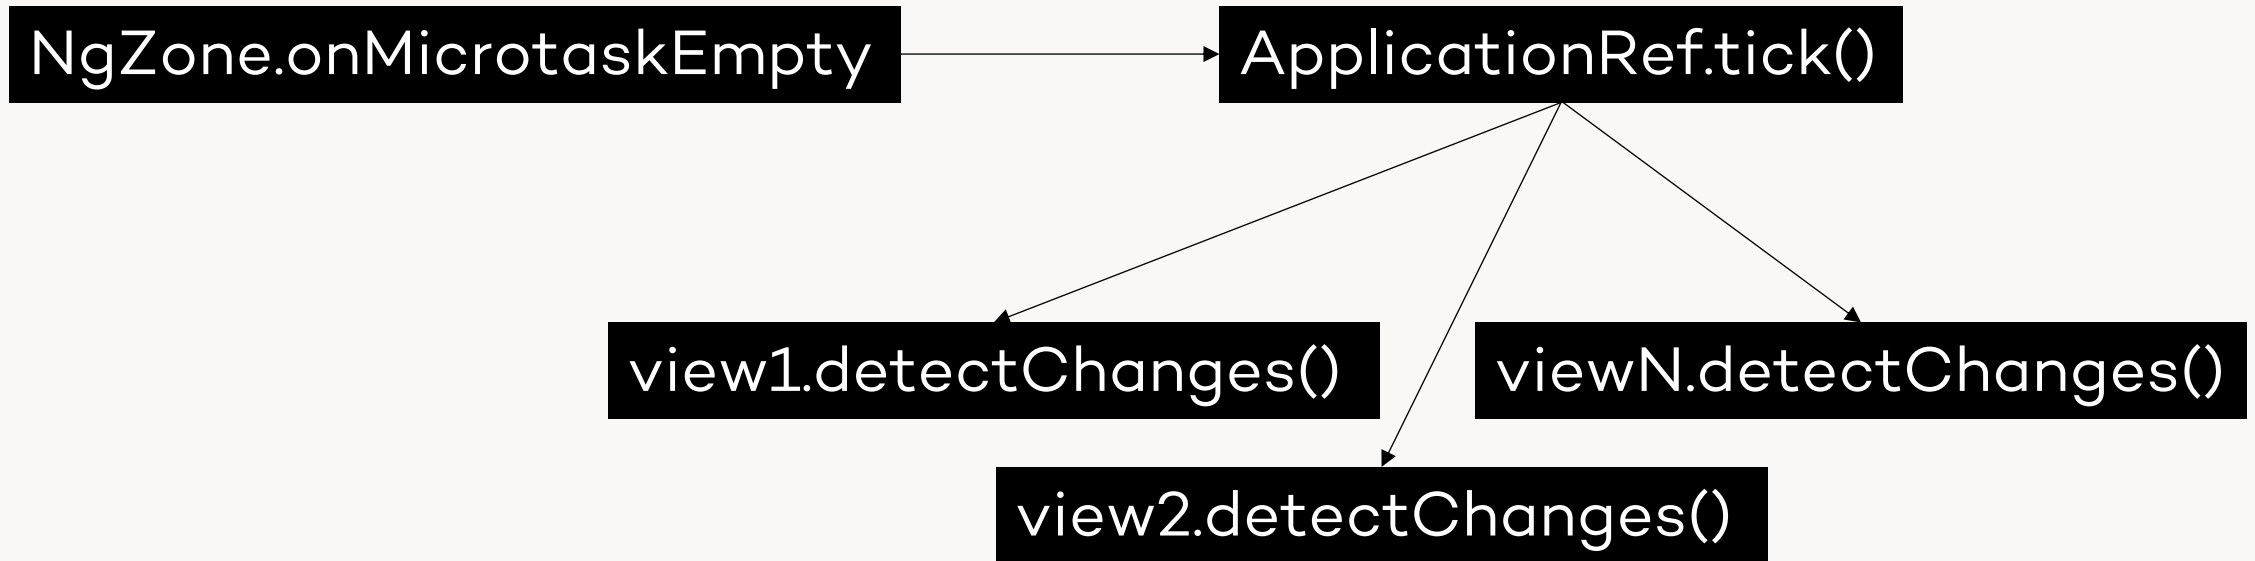 NgZone.onMicrotaskEmpty
ApplicationRef.tick()
view1.detectChanges()
viewN.detectChanges()
view2.detectChanges()